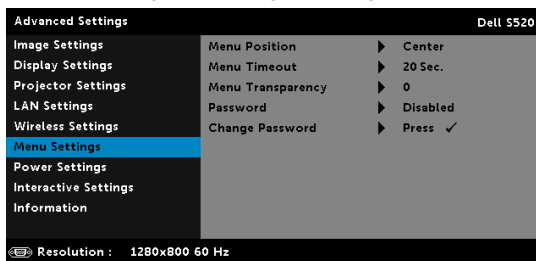 Advanced Settings Dell S520
Image Settings Menu Position Center
Display Settings Menu Timeout 20 Sec.
Projector Settings Menu Transparency 0
LAN Settings Password Disabled
Wireless Settings Change Password Press ✓
Menu Settings
Power Settings
Interactive Settings
Information
Resolution : 1280x800 60 Hz